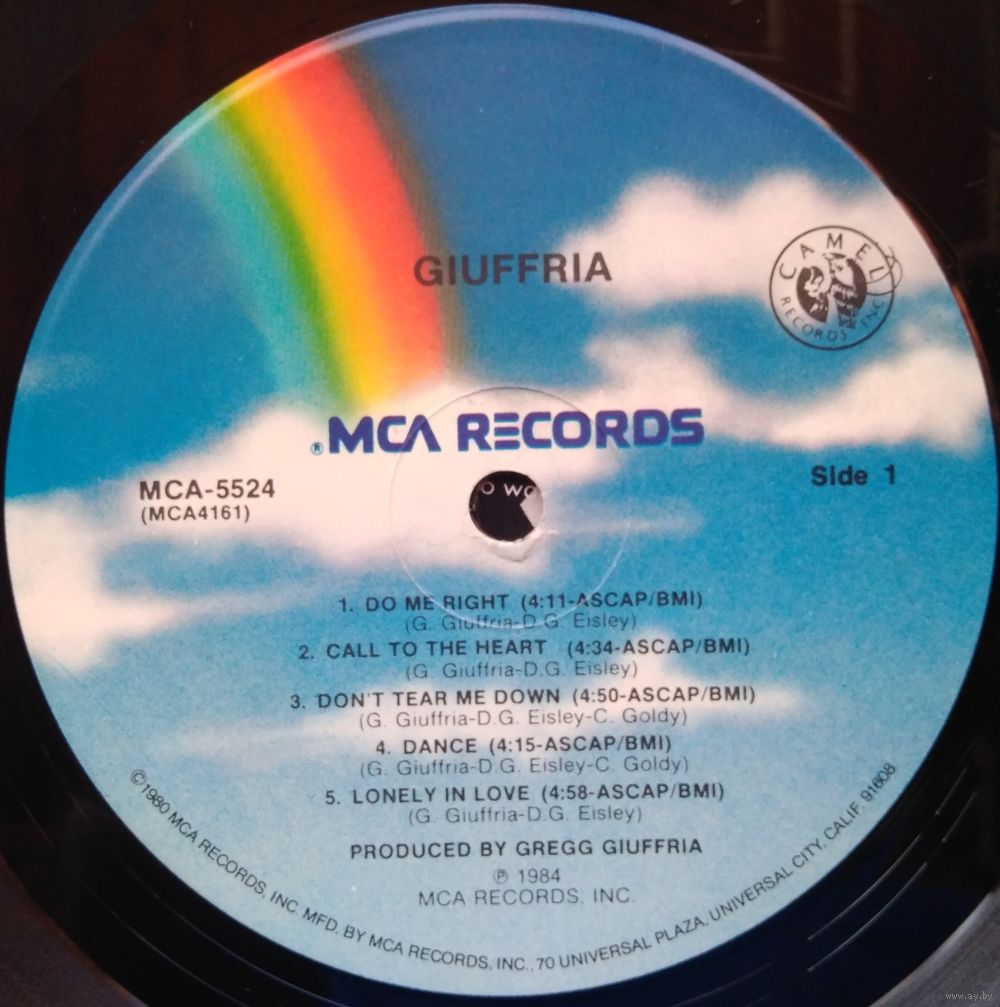 GIUFFRIA
CAMEL
RECORDS INC
® MCA RECORDS
MCA-5524
(MCA4161)
Side 1
O WO
1. DO ME RIGHT (4:11-ASCAP/BMI)
(G. Giuffria-D.G. Eisley)
2. CALL TO THE HEART (4:34-ASCAP/BMI)
(G. Giuffria-D.G. Eisley)
3. DON'T TEAR ME DOWN (4:50-ASCAP/BMI)
(G. Giuffria-D.G. Eisley-C. Goldy)
4. DANCE (4:15-ASCAP/BMI)
(G. Giuffria-D.G. Eisley-C. Goldy)
5. LONELY IN LOVE (4:58-ASCAP/BMI)
(G. Giuffria-D.G. Eisley)
PRODUCED BY GREGG GIUFFRIA
℗ 1984
MCA RECORDS, INC.
©1980 MCA RECORDS, INC. MFD. BY MCA RECORDS, INC., 70 UNIVERSAL PLAZA, UNIVERSAL CITY, CALIF. 91608
www.ay.by